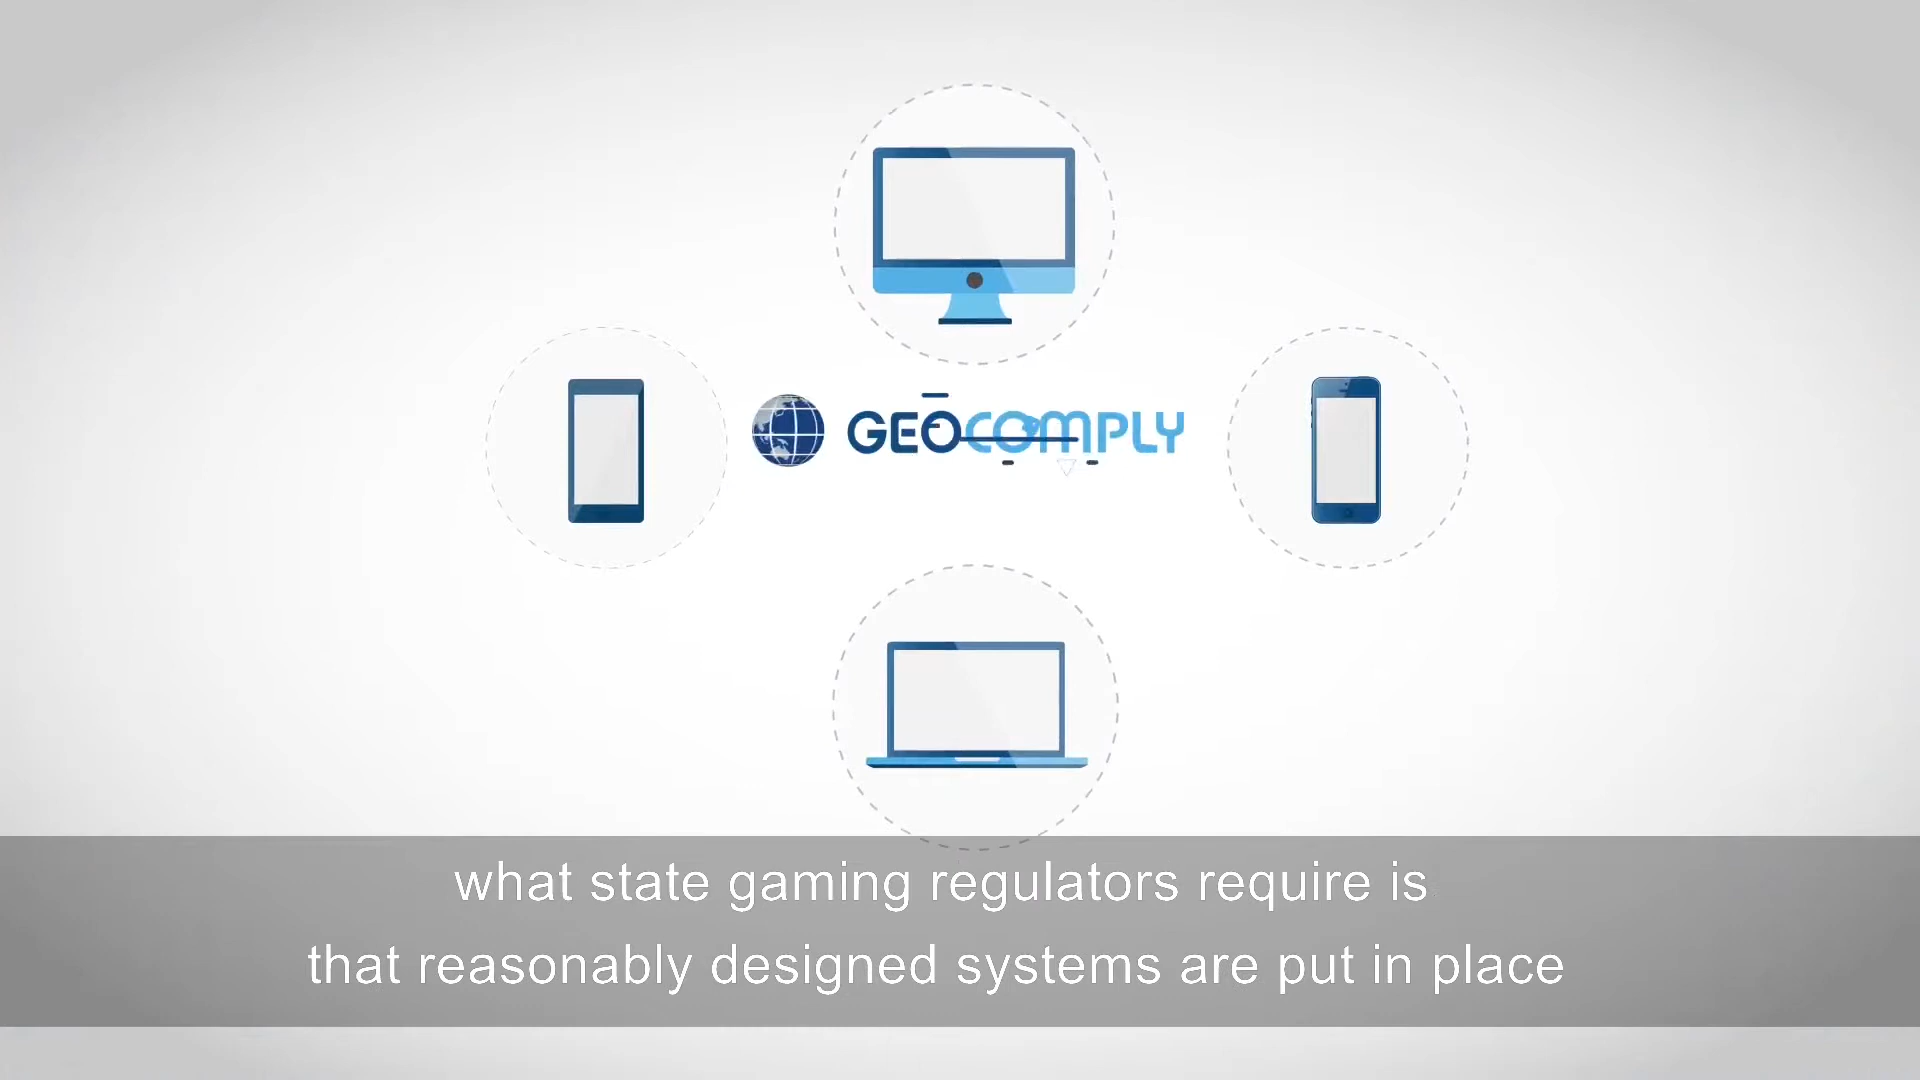 GEOCOMPLY
what state gaming regulators require is
that reasonably designed systems are put in place